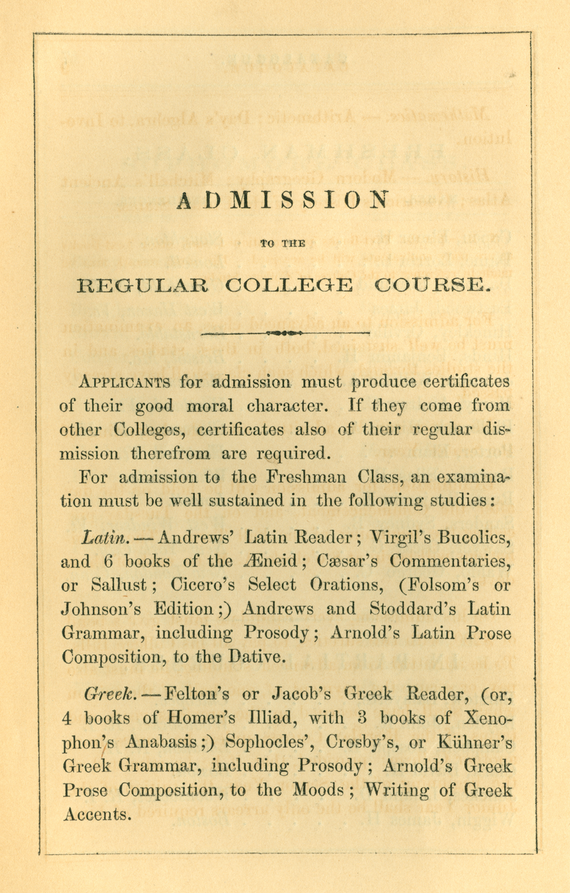 ADMISSION
TO THE
REGULAR COLLEGE COURSE.
APPLICANTS for admission must produce certificates
of their good moral character. If they come from
other Colleges, certificates also of their regular dis-
mission therefrom are required.
For admission to the Freshman Class, an examina-
tion must be well sustained in the following studies:
Latin.—Andrews' Latin Reader; Virgil's Bucolics,
and 6 books of the Æneid; Cæsar's Commentaries,
or Sallust; Cicero's Select Orations, (Folsom's or
Johnson's Edition;) Andrews and Stoddard's Latin
Grammar, including Prosody; Arnold's Latin Prose
Composition, to the Dative.
Greek.—Felton's or Jacob's Greek Reader, (or,
4 books of Homer's Illiad, with 3 books of Xeno-
phon's Anabasis;) Sophocles', Crosby's, or Kühner's
Greek Grammar, including Prosody; Arnold's Greek
Prose Composition, to the Moods; Writing of Greek
Accents.